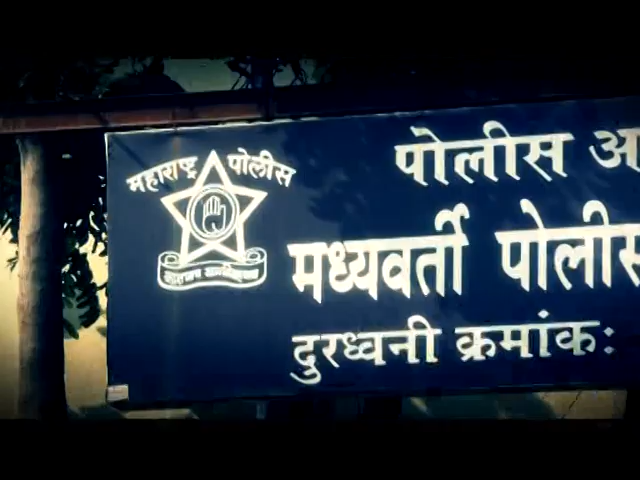 महाराष्ट्र पोलीस
पोलीस आ
मध्यवर्ती पोलीस
दुरध्वनी क्रमांक: